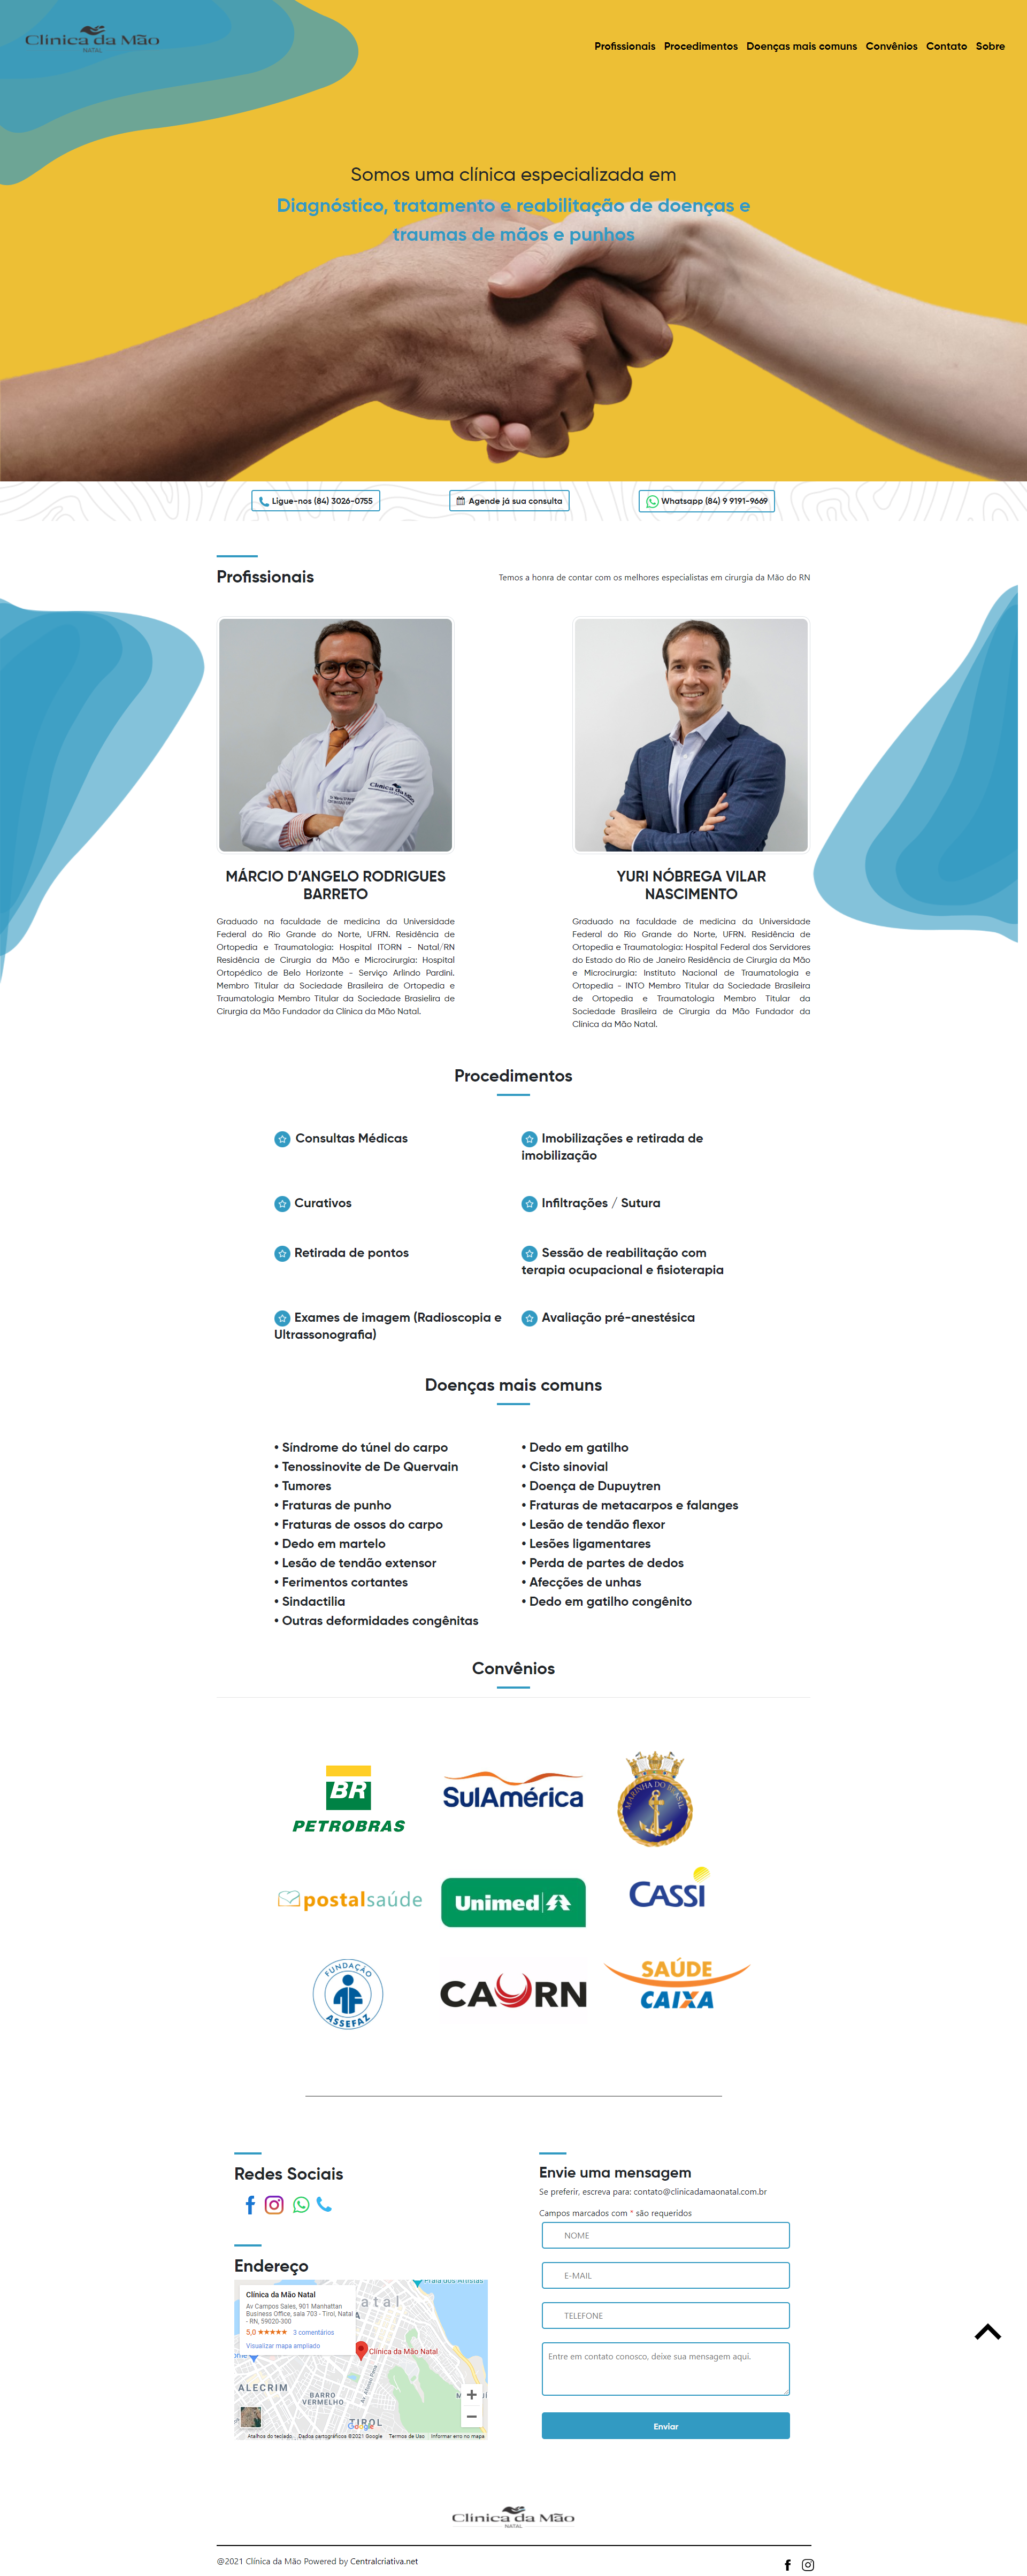 Clínica da Mão
NATAL
Profissionais Procedimentos Doenças mais comuns Convênios Contato Sobre
Somos uma clínica especializada em
Diagnóstico, tratamento e reabilitação de doenças e
traumas de mãos e punhos
Ligue-nos (84) 3026-0755
Agende já sua consulta
Whatsapp (84) 9 9191-9669
Profissionais
Temos a honra de contar com os melhores especialistas em cirurgia da Mão do RN
Clínica da Mão
MÁRCIO D’ANGELO RODRIGUES
BARRETO
Graduado na faculdade de medicina da Universidade
Federal do Rio Grande do Norte, UFRN. Residência de
Ortopedia e Traumatologia: Hospital ITORN - Natal/RN
Residência de Cirurgia da Mão e Microcirurgia: Hospital
Ortopédico de Belo Horizonte - Serviço Arlindo Pardini.
Membro Titular da Sociedade Brasileira de Ortopedia e
Traumatologia Membro Titular da Sociedade Brasielira de
Cirurgia da Mão Fundador da Clínica da Mão Natal.
YURI NÓBREGA VILAR
NASCIMENTO
Graduado na faculdade de medicina da Universidade
Federal do Rio Grande do Norte, UFRN. Residência de
Ortopedia e Traumatologia: Hospital Federal dos Servidores
do Estado do Rio de Janeiro Residência de Cirurgia da Mão
e Microcirurgia: Instituto Nacional de Traumatologia e
Ortopedia - INTO Membro Titular da Sociedade Brasileira
de Ortopedia e Traumatologia Membro Titular da
Sociedade Brasileira de Cirurgia da Mão Fundador da
Clínica da Mão Natal.
Procedimentos
Consultas Médicas
Imobilizações e retirada de
imobilização
Curativos
Infiltrações / Sutura
Retirada de pontos
Sessão de reabilitação com
terapia ocupacional e fisioterapia
Exames de imagem (Radioscopia e
Ultrassonografia)
Avaliação pré-anestésica
Doenças mais comuns
• Síndrome do túnel do carpo
• Tenossinovite de De Quervain
• Tumores
• Fraturas de punho
• Fraturas de ossos do carpo
• Dedo em martelo
• Lesão de tendão extensor
• Ferimentos cortantes
• Sindactilia
• Outras deformidades congênitas
• Dedo em gatilho
• Cisto sinovial
• Doença de Dupuytren
• Fraturas de metacarpos e falanges
• Lesão de tendão flexor
• Lesões ligamentares
• Perda de partes de dedos
• Afecções de unhas
• Dedo em gatilho congênito
Convênios
BR
PETROBRAS
SulAmérica
MARINHA DO BRASIL
postalsaúde
Unimed
CASSI
FUNDAÇÃO
ASSEFAZ
CAURN
SAÚDE
CAIXA
Redes Sociais
Endereço
Clínica da Mão Natal
Av Campos Sales, 901 Manhattan
Business Office, sala 703 - Tirol, Natal
- RN, 59020-300
5,0 ★★★★★ 3 comentários
Visualizar mapa ampliado
Praia dos Artistas
Clínica da Mão Natal
ALECRIM
BARRO
VERMELHO
Av. Afonso Pena
TIROL
Google
Atalhos do teclado Dados cartográficos ©2021 Google Termos de Uso Informar erro no mapa
Envie uma mensagem
Se preferir, escreva para: contato@clinicadamaonatal.com.br
Campos marcados com * são requeridos
NOME
E-MAIL
TELEFONE
Entre em contato conosco, deixe sua mensagem aqui.
Enviar
Clínica da Mão
NATAL
@2021 Clínica da Mão Powered by Centralcriativa.net